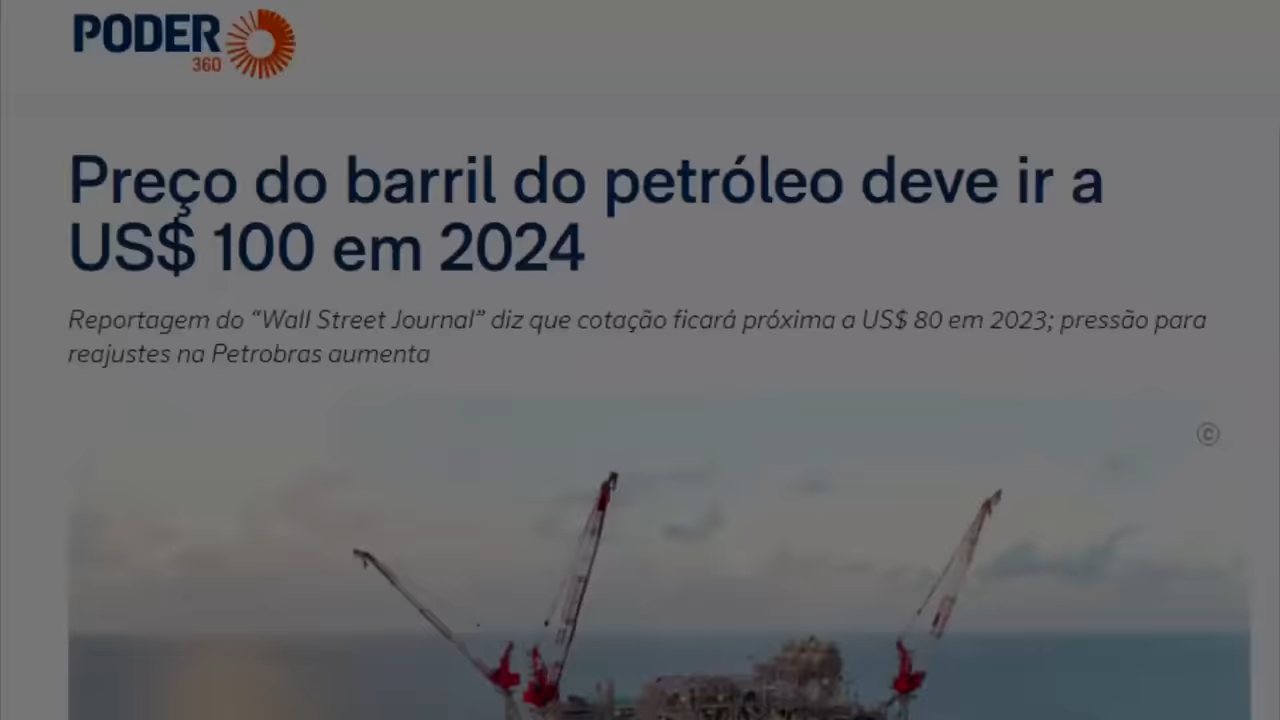 PODER
360
Preço do barril do petróleo deve ir a
US$ 100 em 2024
Reportagem do “Wall Street Journal” diz que cotação ficará próxima a US$ 80 em 2023; pressão para
reajustes na Petrobras aumenta
©